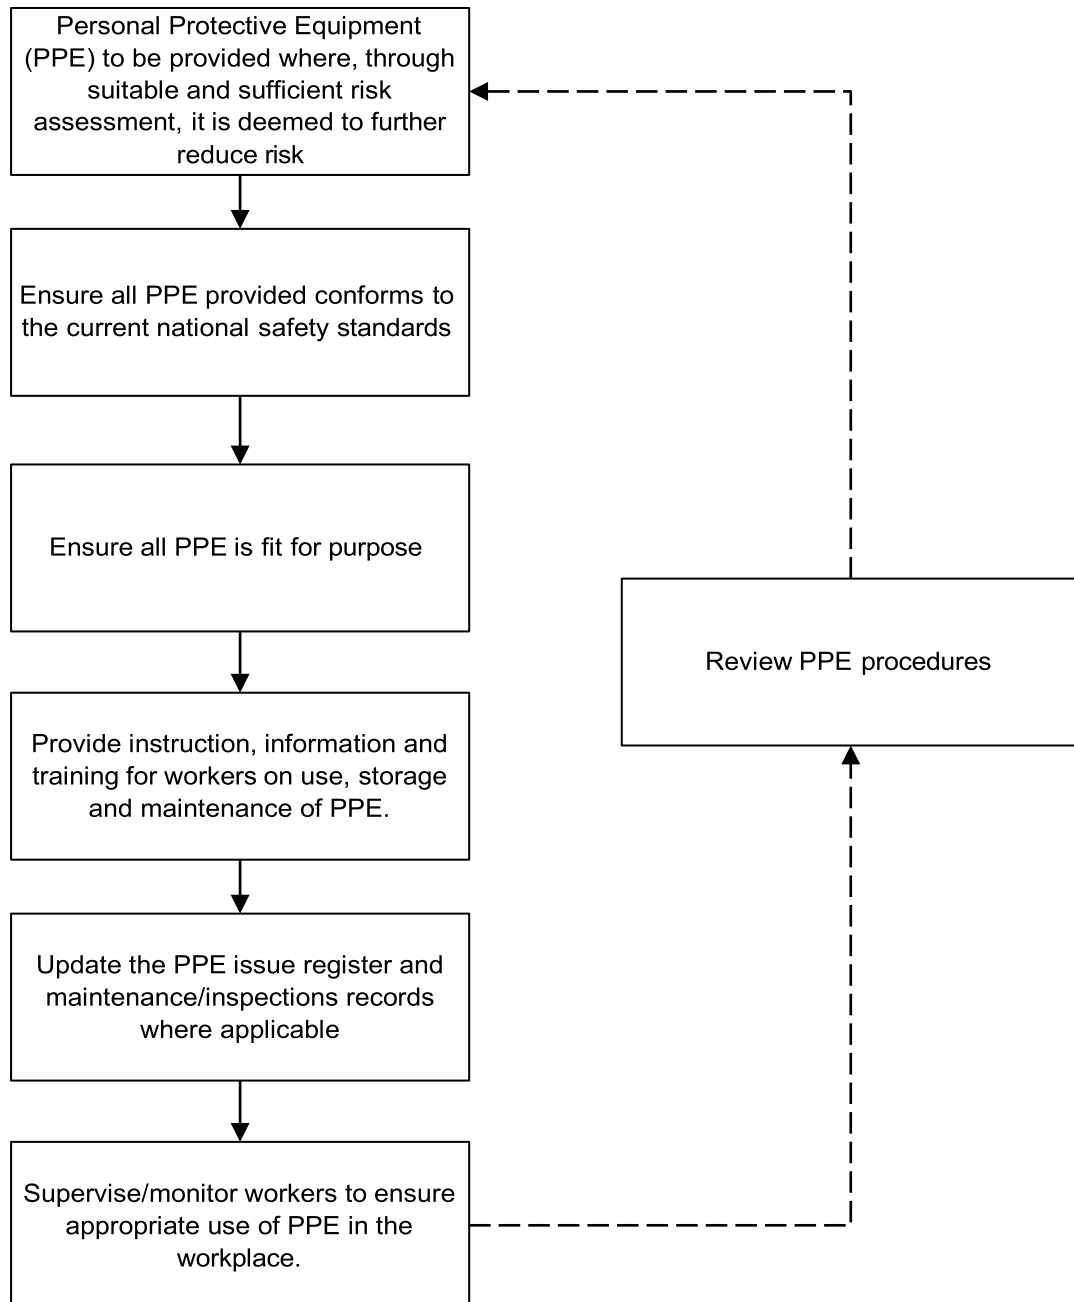 Personal Protective Equipment
(PPE) to be provided where, through
suitable and sufficient risk
assessment, it is deemed to further
reduce risk
Ensure all PPE provided conforms to
the current national safety standards
Ensure all PPE is fit for purpose
Review PPE procedures
Provide instruction, information and
training for workers on use, storage
and maintenance of PPE.
Update the PPE issue register and
maintenance/inspections records
where applicable
Supervise/monitor workers to ensure
appropriate use of PPE in the
workplace.